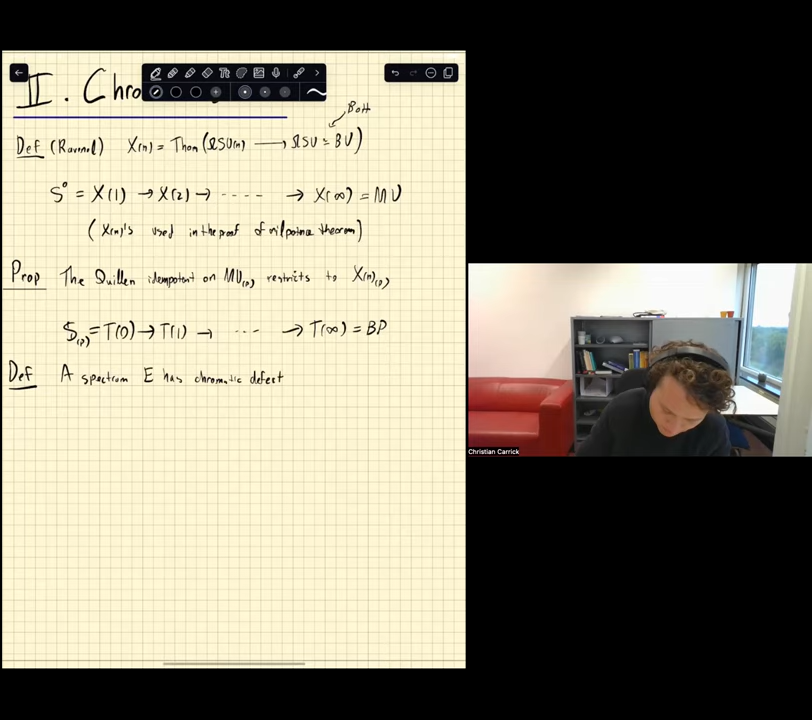 II. Chro
Bott
Def (Ravenel) X(n) = Thom(ΩSU(n) → ΩSU ≃ BU)
S⁰ = X(1) → X(2) → ---- → X(∞) = MU
(X(n)'s used in the proof of nilpotence theorem)
Prop The Quillen idempotent on MU₍ₚ₎ restricts to X(n)₍ₚ₎
S₍ₚ₎ = T(0) → T(1) → --- → T(∞) = BP
Def A spectrum E has chromatic defect
Christian Carrick